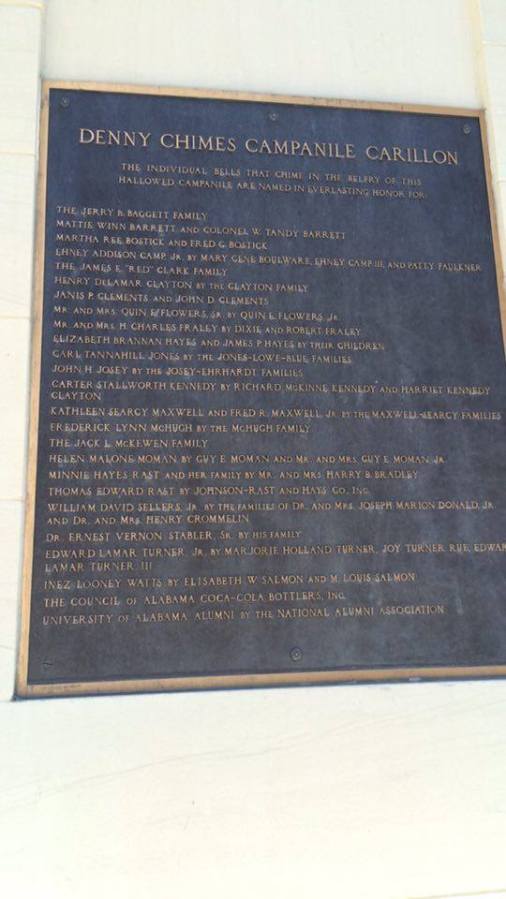 DENNY CHIMES CAMPANILE CARILLON
THE INDIVIDUAL BELLS THAT CHIME IN THE BELFRY OF THIS
HALLOWED CAMPANILE ARE NAMED IN EVERLASTING HONOR FOR:
THE JERRY B. BAGGETT FAMILY
MATTIE WINN BARRETT AND COLONEL W. TANDY BARRETT
MARTHA REE BOSTICK AND FRED G. BOSTICK
EHNEY ADDISON CAMP, JR. BY MARY GENE BOULWARE, EHNEY CAMP III, AND PATTY FAULKNER
THE JAMES E. "RED" CLARK FAMILY
HENRY DELAMAR CLAYTON BY THE CLAYTON FAMILY
JANIS P. CLEMENTS AND JOHN D. CLEMENTS
MR. AND MRS. QUIN E. FLOWERS, SR. BY QUIN E. FLOWERS, JR.
MR. AND MRS. H. CHARLES FRALEY BY DIXIE AND ROBERT FRALEY
ELIZABETH BRANNAN HAYES AND JAMES P. HAYES BY THEIR CHILDREN
CARL TANNAHILL JONES BY THE JONES-LOWE-BLUE FAMILIES
JOHN H. JOSEY BY THE JOSEY-EHRHARDT FAMILIES
CARTER STALLWORTH KENNEDY BY RICHARD MCKINNE KENNEDY AND HARRIET KENNEDY
CLAYTON
KATHLEEN SEARCY MAXWELL AND FRED R. MAXWELL, JR. BY THE MAXWELL-SEARCY FAMILIES
FREDERICK LYNN MCHUGH BY THE MCHUGH FAMILY
THE JACK L. MCKEWEN FAMILY
HELEN MALONE MOMAN BY GUY E. MOMAN AND MR. AND MRS. GUY E. MOMAN, JR.
MINNIE HAYES RAST AND HER FAMILY BY MR. AND MRS. HARRY B. BRADLEY
THOMAS EDWARD RAST BY JOHNSON-RAST AND HAYS CO., INC.
WILLIAM DAVID SELLERS, JR. BY THE FAMILIES OF DR. AND MRS. JOSEPH MARION DONALD, JR.
AND DR. AND MRS. HENRY CROMMELIN
DR. ERNEST VERNON STABLER, SR. BY HIS FAMILY
EDWARD LAMAR TURNER, JR. BY MARJORIE HOLLAND TURNER, JOY TURNER RUE, EDWAR
LAMAR TURNER, III
INEZ LOONEY WATTS BY ELISABETH W. SALMON AND M. LOUIS SALMON
THE COUNCIL OF ALABAMA COCA-COLA BOTTLERS, INC.
UNIVERSITY OF ALABAMA ALUMNI BY THE NATIONAL ALUMNI ASSOCIATION